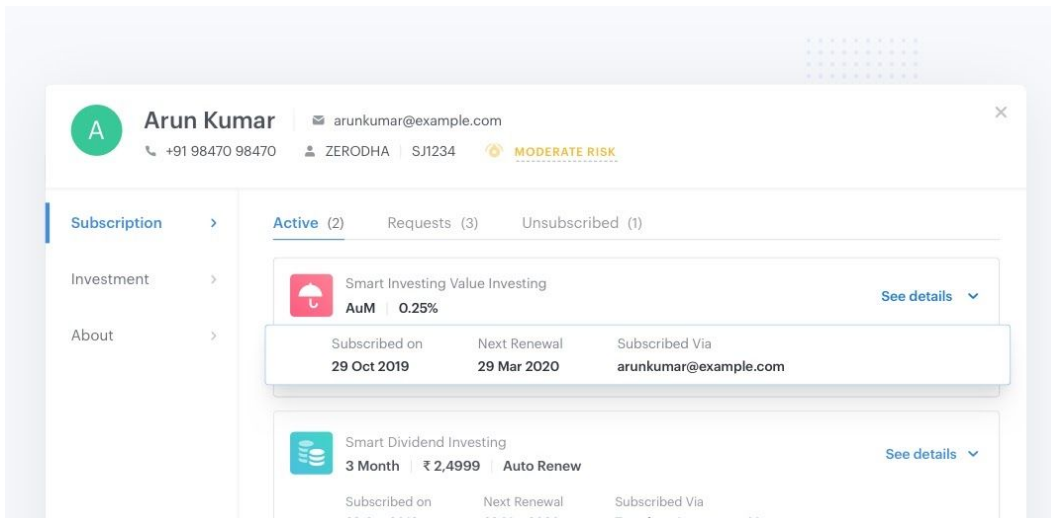 A
Arun Kumar
arunkumar@example.com
+91 98470 98470
ZERODHA
SJ1234
MODERATE RISK
Subscription
Investment
About
Active (2)
Requests (3)
Unsubscribed (1)
Smart Investing Value Investing
AuM 0.25%
See details
Subscribed on
Next Renewal
Subscribed Via
29 Oct 2019
29 Mar 2020
arunkumar@example.com
Smart Dividend Investing
3 Month ₹ 2,4999 Auto Renew
See details
Subscribed on
Next Renewal
Subscribed Via